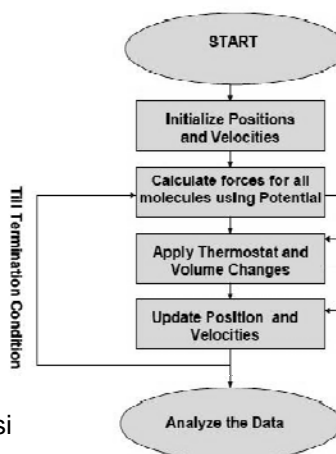 START
Initialize Positions
and Velocities
Calculate forces for all
molecules using Potential
Apply Thermostat and
Volume Changes
Update Position and
Velocities
Till Termination Condition
si
Analyze the Data